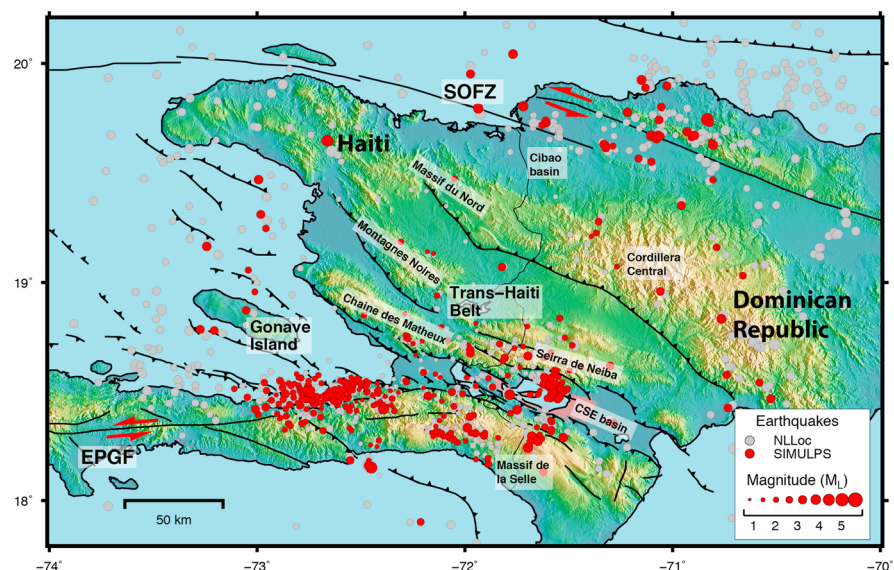 20°
19°
18°
−74°
−73°
−72°
−71°
−70°
SOFZ
Haiti
Cibao
basin
Massif du Nord
Montagnes Noires
Cordillera
Central
Trans−Haiti
Belt
Dominican
Republic
Chaine des Matheux
Gonave
Island
Seirra de Neiba
CSE basin
EPGF
Massif de
la Selle
50 km
Earthquakes
NLLoc
SIMULPS
Magnitude (ML)
1 2 3 4 5